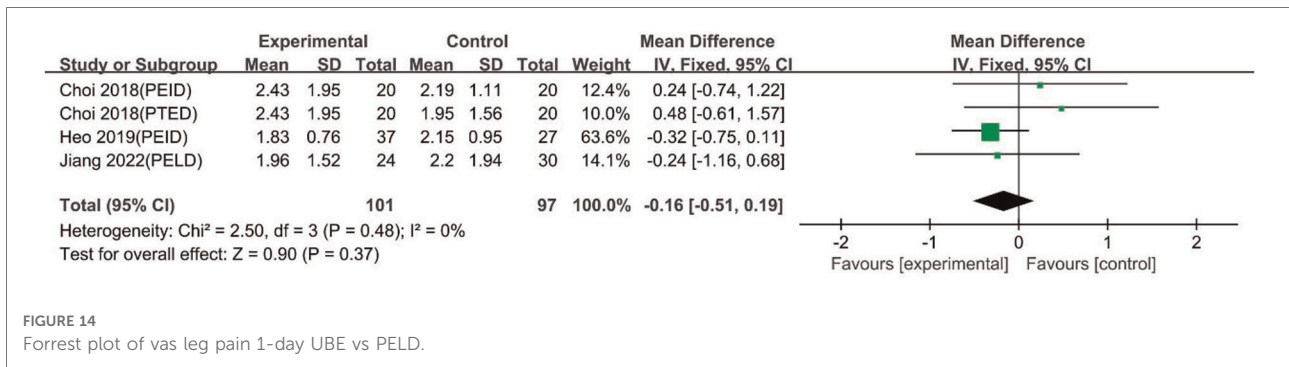 Experimental Control Mean Difference Mean Difference
Study or Subgroup Mean SD Total Mean SD Total Weight IV, Fixed, 95% CI IV, Fixed, 95% CI
Choi 2018(PEID) 2.43 1.95 20 2.19 1.11 20 12.4% 0.24 [-0.74, 1.22]
Choi 2018(PTED) 2.43 1.95 20 1.95 1.56 20 10.0% 0.48 [-0.61, 1.57]
Heo 2019(PEID) 1.83 0.76 37 2.15 0.95 27 63.6% -0.32 [-0.75, 0.11]
Jiang 2022(PELD) 1.96 1.52 24 2.2 1.94 30 14.1% -0.24 [-1.16, 0.68]
Total (95% CI) 101 97 100.0% -0.16 [-0.51, 0.19]
Heterogeneity: Chi² = 2.50, df = 3 (P = 0.48); I² = 0%
Test for overall effect: Z = 0.90 (P = 0.37)
-2 -1 0 1 2
Favours [experimental] Favours [control]
FIGURE 14
Forrest plot of vas leg pain 1-day UBE vs PELD.